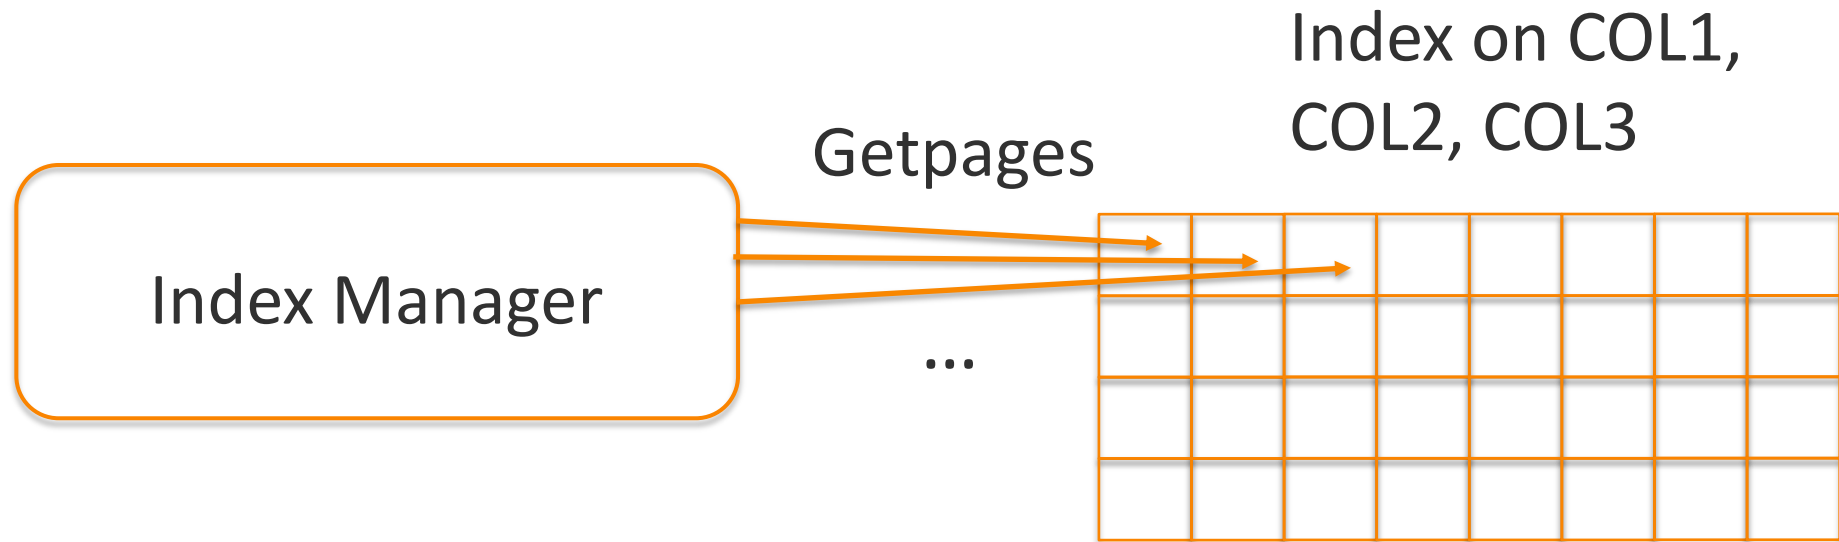 Index on COL1,
COL2, COL3
Getpages
Index Manager
...